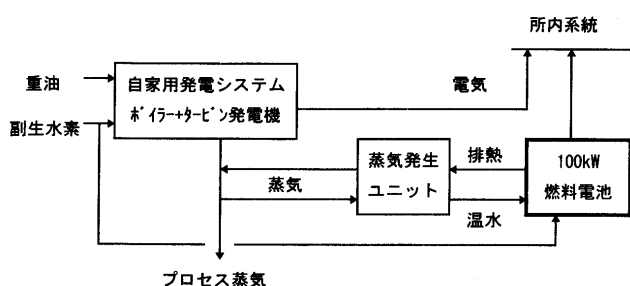 所内系統
重油
自家用発電システム
ﾎﾞｲﾗｰ+ﾀｰﾋﾞﾝ発電機
電気
副生水素
蒸気発生
ユニット
排熱
100kW
燃料電池
蒸気
温水
プロセス蒸気